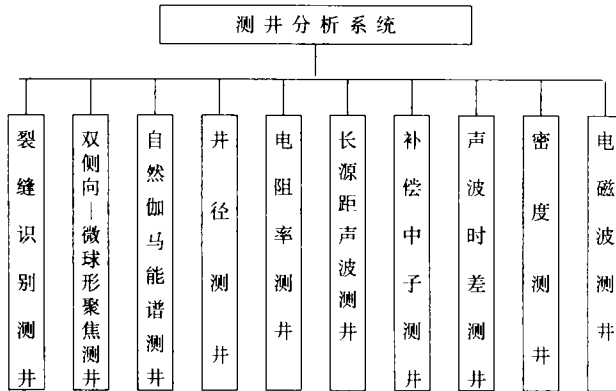 测井分析系统
裂缝识别测井
双侧向—微球形聚焦测井
自然伽马能谱测井
井径测井
电阻率测井
长源距声波测井
补偿中子测井
声波时差测井
密度测井
电磁波测井